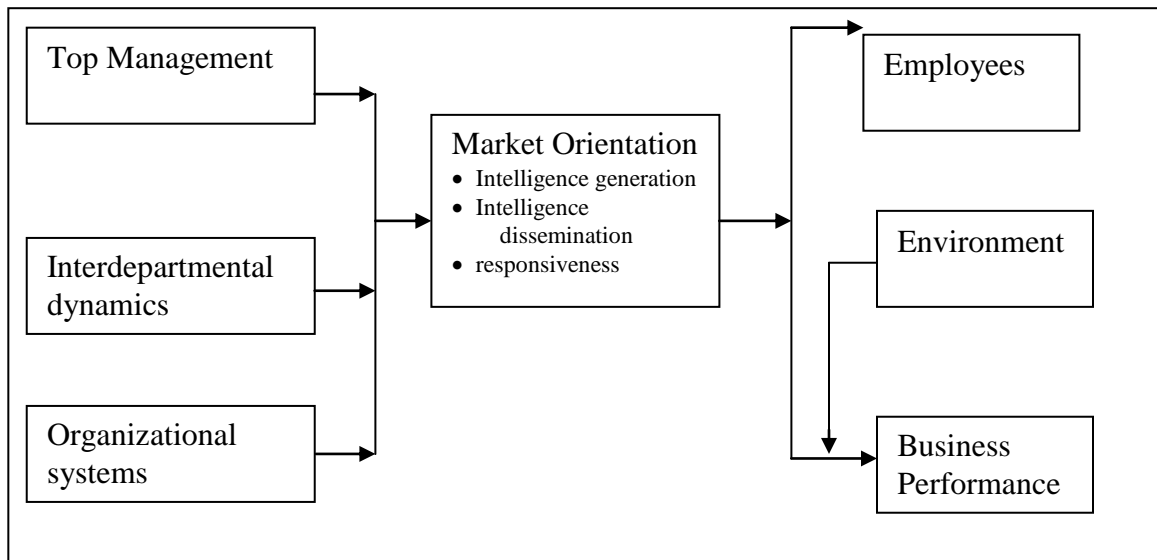 Top Management
Interdepartmental
dynamics
Organizational
systems
Market Orientation
• Intelligence generation
• Intelligence
dissemination
• responsiveness
Employees
Environment
Business
Performance